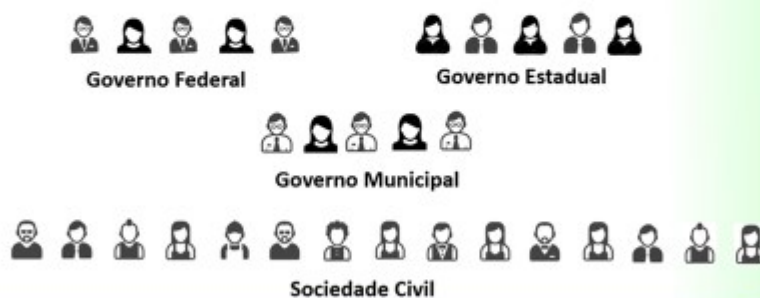 Governo Federal
Governo Estadual
Governo Municipal
Sociedade Civil